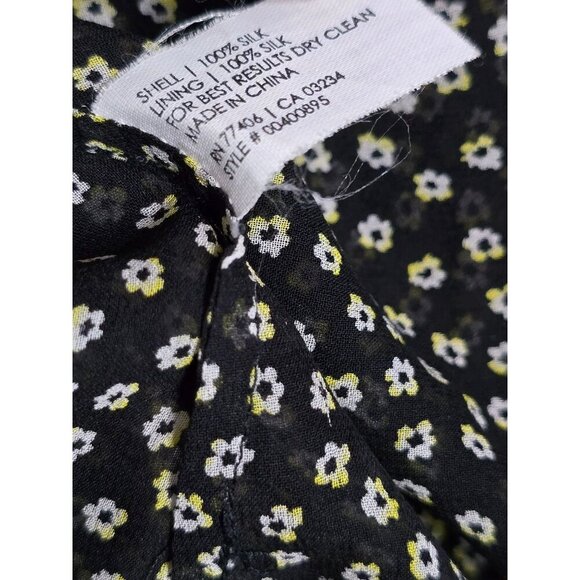 SHELL | 100% SILK
LINING | 100% SILK
FOR BEST RESULTS DRY CLEAN
MADE IN CHINA
RN 77406 | CA 03234
STYLE # 00400895